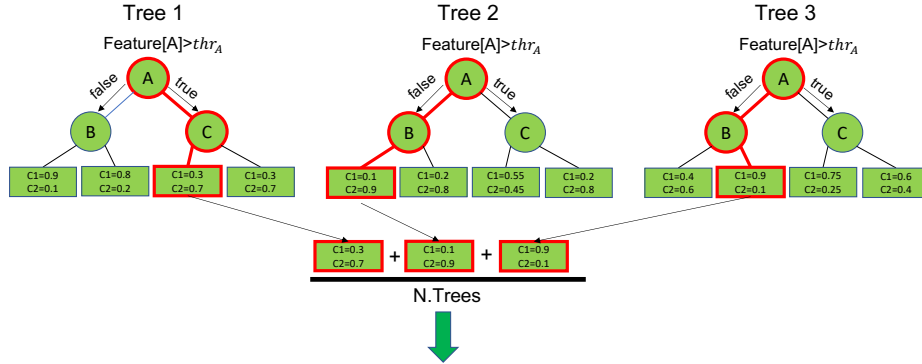 Tree 1
Tree 2
Tree 3
Feature[A]>thr_A
Feature[A]>thr_A
Feature[A]>thr_A
A
A
A
false
true
false
true
false
true
B
C
B
C
B
C
C1=0.9
C2=0.1
C1=0.8
C2=0.2
C1=0.3
C2=0.7
C1=0.3
C2=0.7
C1=0.1
C2=0.9
C1=0.2
C2=0.8
C1=0.55
C2=0.45
C1=0.2
C2=0.8
C1=0.4
C2=0.6
C1=0.9
C2=0.1
C1=0.75
C2=0.25
C1=0.6
C2=0.4
C1=0.3
C2=0.7
+
C1=0.1
C2=0.9
+
C1=0.9
C2=0.1
N.Trees